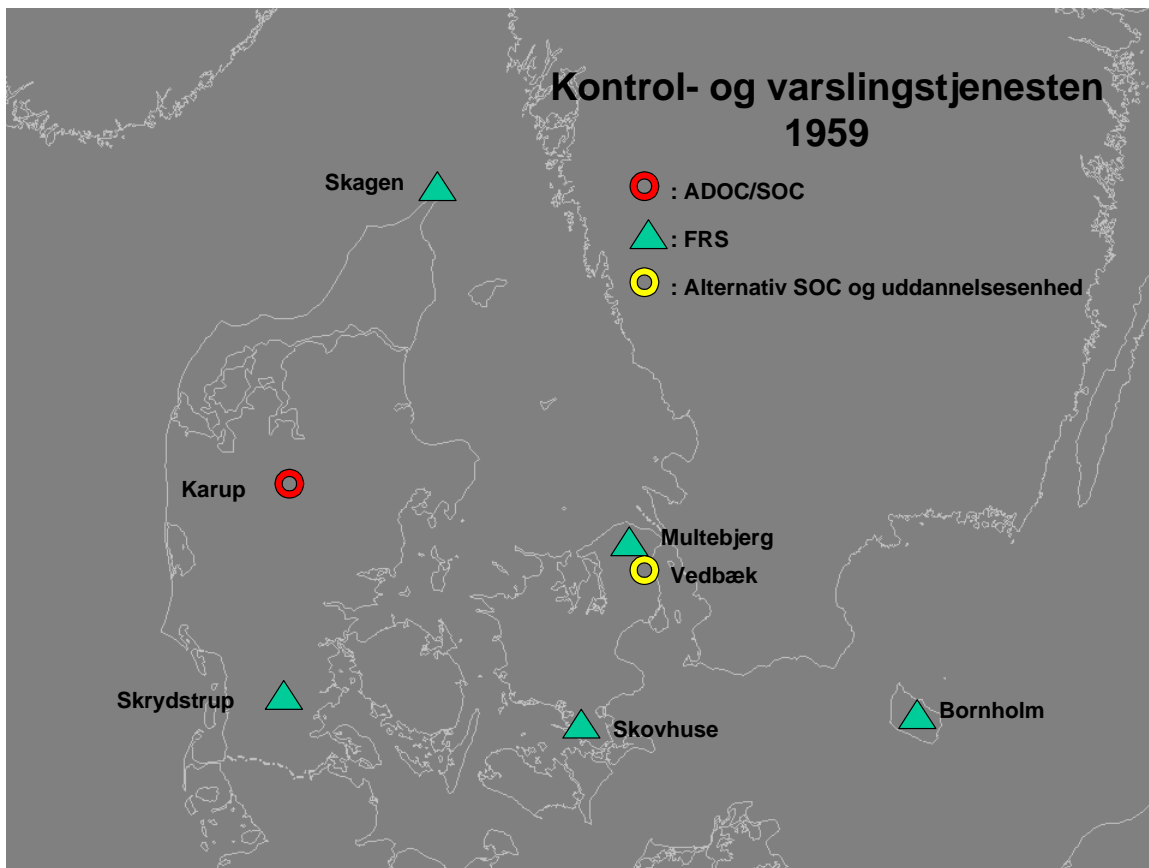 Kontrol- og varslingstjenesten
1959
Skagen
: ADOC/SOC
: FRS
: Alternativ SOC og uddannelsesenhed
Karup
Multebjerg
Vedbæk
Skrydstrup
Skovhuse
Bornholm